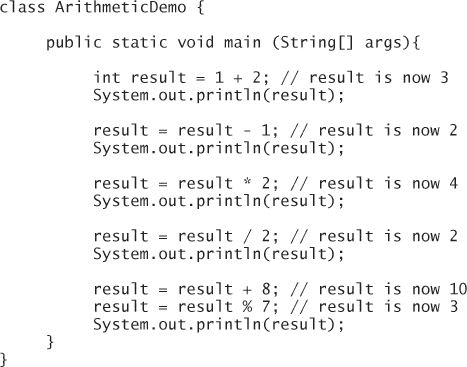 class ArithmeticDemo {
public static void main (String[] args){
int result = 1 + 2; // result is now 3
System.out.println(result);
result = result - 1; // result is now 2
System.out.println(result);
result = result * 2; // result is now 4
System.out.println(result);
result = result / 2; // result is now 2
System.out.println(result);
result = result + 8; // result is now 10
result = result % 7; // result is now 3
System.out.println(result);
}
}